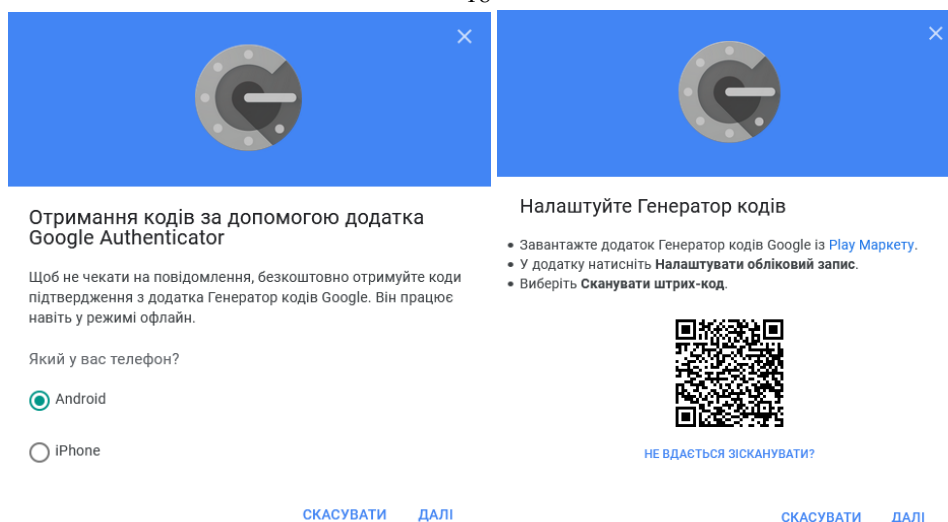 Отримання кодів за допомогою додатка
Google Authenticator
Щоб не чекати на повідомлення, безкоштовно отримуйте коди
підтвердження з додатка Генератор кодів Google. Він працює
навіть у режимі офлайн.
Який у вас телефон?
Android
iPhone
СКАСУВАТИ ДАЛІ
Налаштуйте Генератор кодів
• Завантажте додаток Генератор кодів Google із Play Маркету.
• У додатку натисніть Налаштувати обліковий запис.
• Виберіть Сканувати штрих-код.
НЕ ВДАЄТЬСЯ ЗІСКАНУВАТИ?
СКАСУВАТИ ДАЛІ